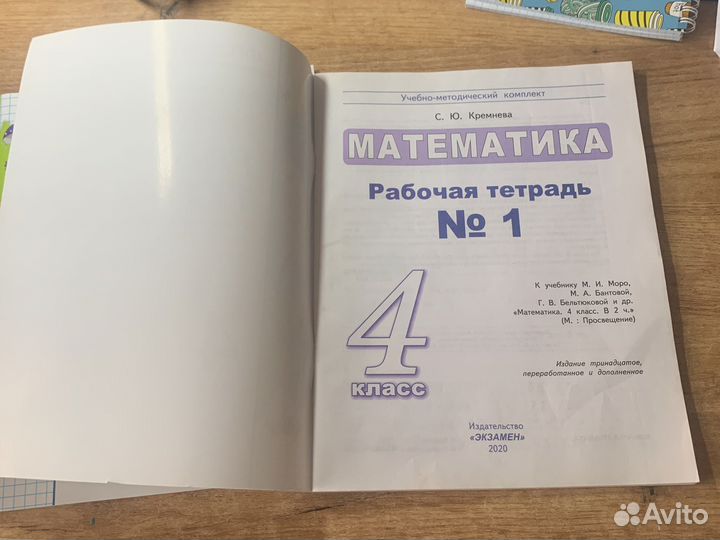 Учебно-методический комплект
С. Ю. Кремнева
МАТЕМАТИКА
Рабочая тетрадь
№ 1
4
класс
К учебнику М. И. Моро,
М. А. Бантовой,
Г. В. Бельтюковой и др.
«Математика. 4 класс. В 2 ч.»
(М. : Просвещение)
Издание тринадцатое,
переработанное и дополненное
Издательство
«ЭКЗАМЕН»
2020
Avito